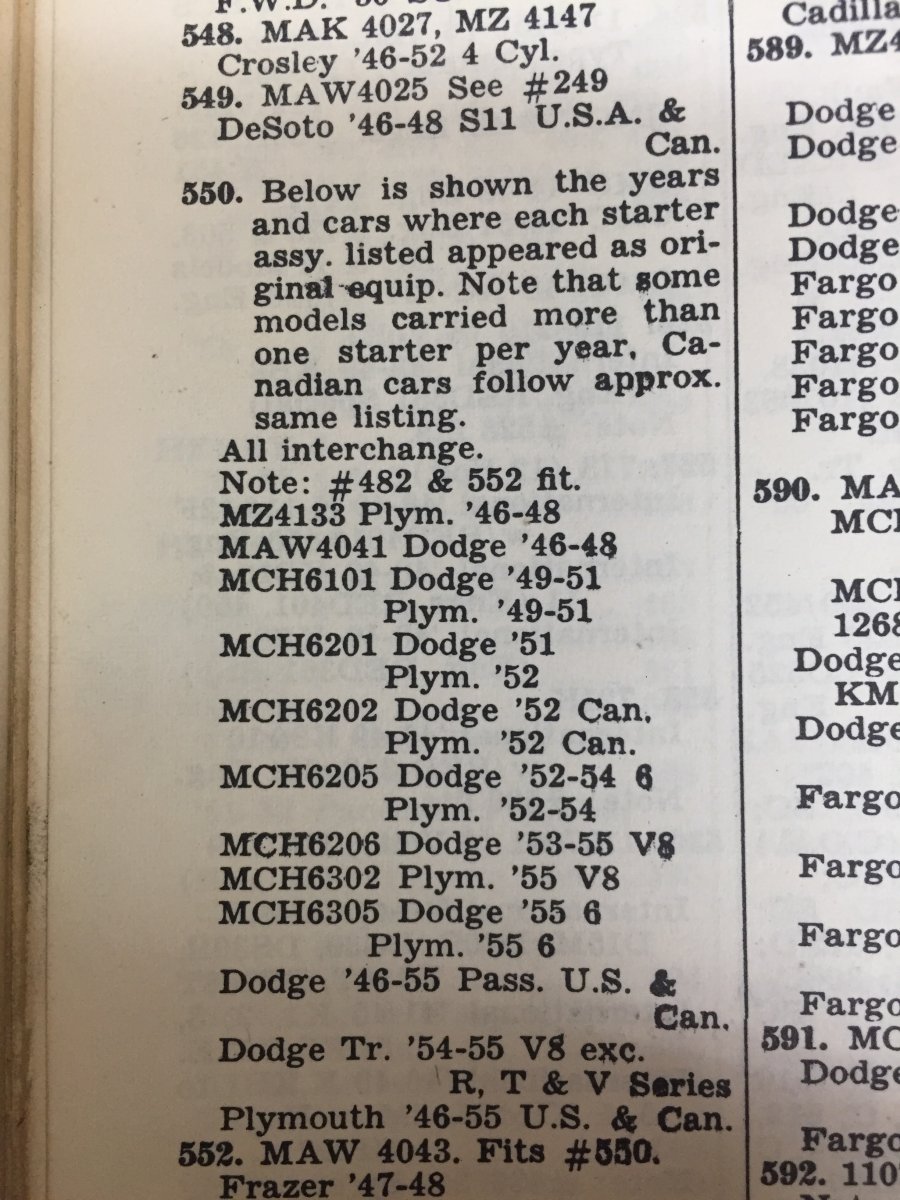 548. MAK 4027, MZ 4147
Crosley '46-52 4 Cyl.
549. MAW4025 See #249
DeSoto '46-48 S11 U.S.A. &
Can.
550. Below is shown the years
and cars where each starter
assy. listed appeared as ori-
ginal equip. Note that some
models carried more than
one starter per year, Ca-
nadian cars follow approx.
same listing.
All interchange.
Note: #482 & 552 fit.
MZ4133 Plym. '46-48
MAW4041 Dodge '46-48
MCH6101 Dodge '49-51
Plym. '49-51
MCH6201 Dodge '51
Plym. '52
MCH6202 Dodge '52 Can.
Plym. '52 Can.
MCH6205 Dodge '52-54 6
Plym. '52-54
MCH6206 Dodge '53-55 V8
MCH6302 Plym. '55 V8
MCH6305 Dodge '55 6
Plym. '55 6
Dodge '46-55 Pass. U.S. &
Can.
Dodge Tr. '54-55 V8 exc.
R, T & V Series
Plymouth '46-55 U.S. & Can.
552. MAW 4043. Fits #550.
Frazer '47-48
589. MZ4
Dodge
Dodge
Dodge
Dodge
Fargo
Fargo
Fargo
Fargo
Fargo
590. MA
MCH
MCH
1268
Dodge
KM
Dodge
Fargo
Fargo
Fargo
Fargo
591. MC
Dodge
Fargo
592. 110